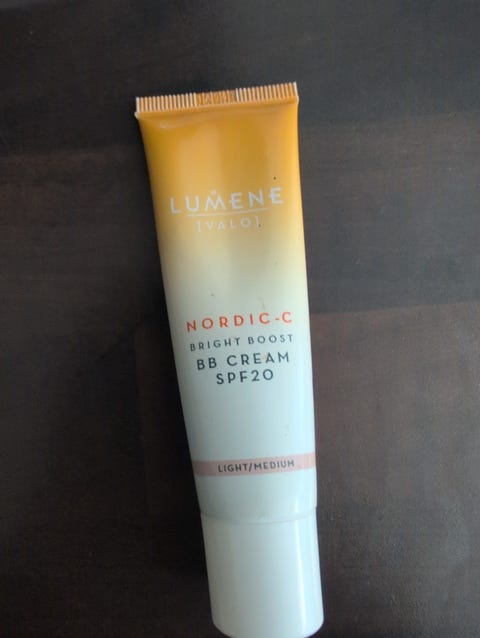 LUMENE
[VALO]
NORDIC-C
BRIGHT BOOST
BB CREAM
SPF20
LIGHT/MEDIUM